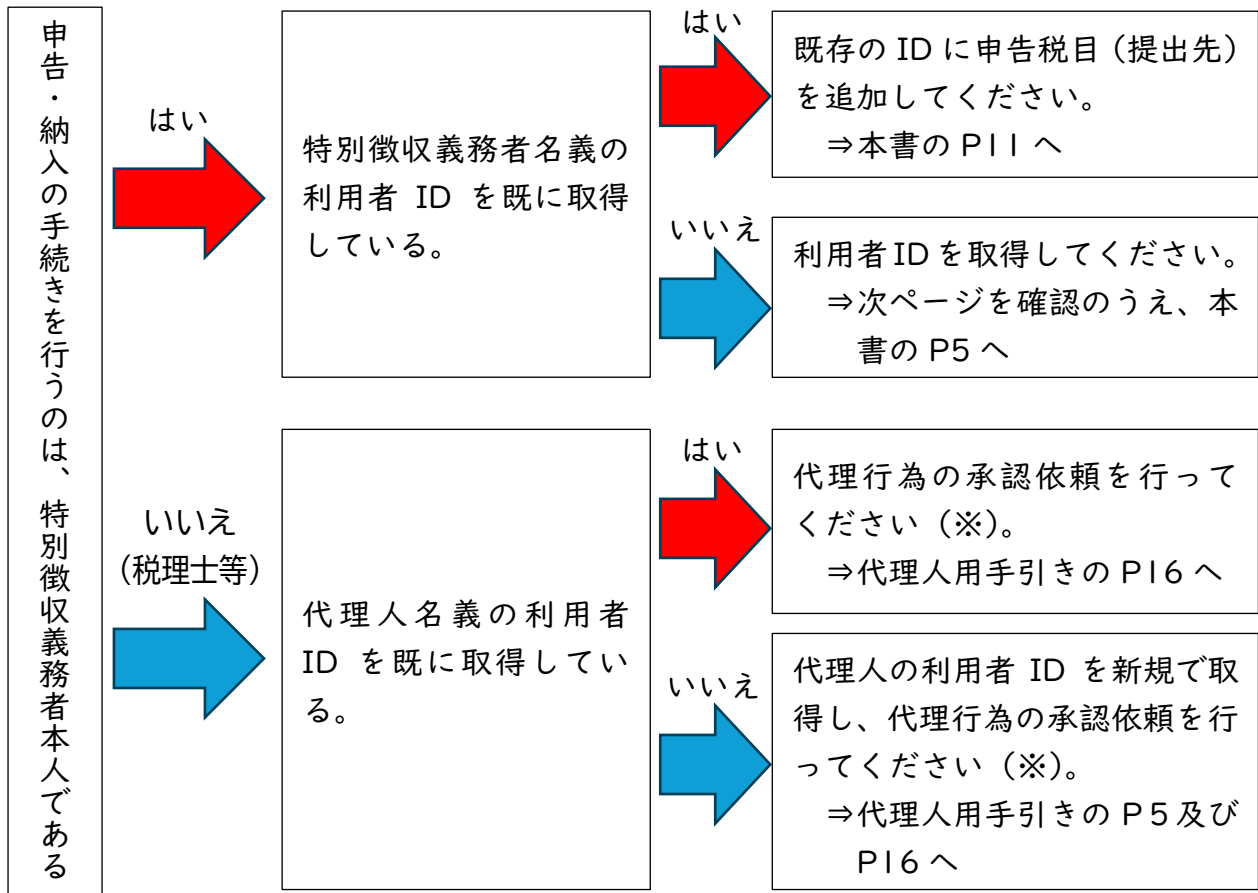 申告・納入の手続きを行うのは、特別徴収義務者本人である
はい
特別徴収義務者名義の
利用者 ID を既に取得
している。
はい
既存の ID に申告税目(提出先)
を追加してください。
⇒本書の P11 へ
いいえ
利用者 ID を取得してください。
⇒次ページを確認のうえ、本
書の P5 へ
いいえ
(税理士等)
代理人名義の利用者
ID を既に取得してい
る。
はい
代理行為の承認依頼を行って
ください(※)。
⇒代理人用手引きの P16 へ
いいえ
代理人の利用者 ID を新規で取
得し、代理行為の承認依頼を行
ってください(※)。
⇒代理人用手引きの P5 及び
P16 へ